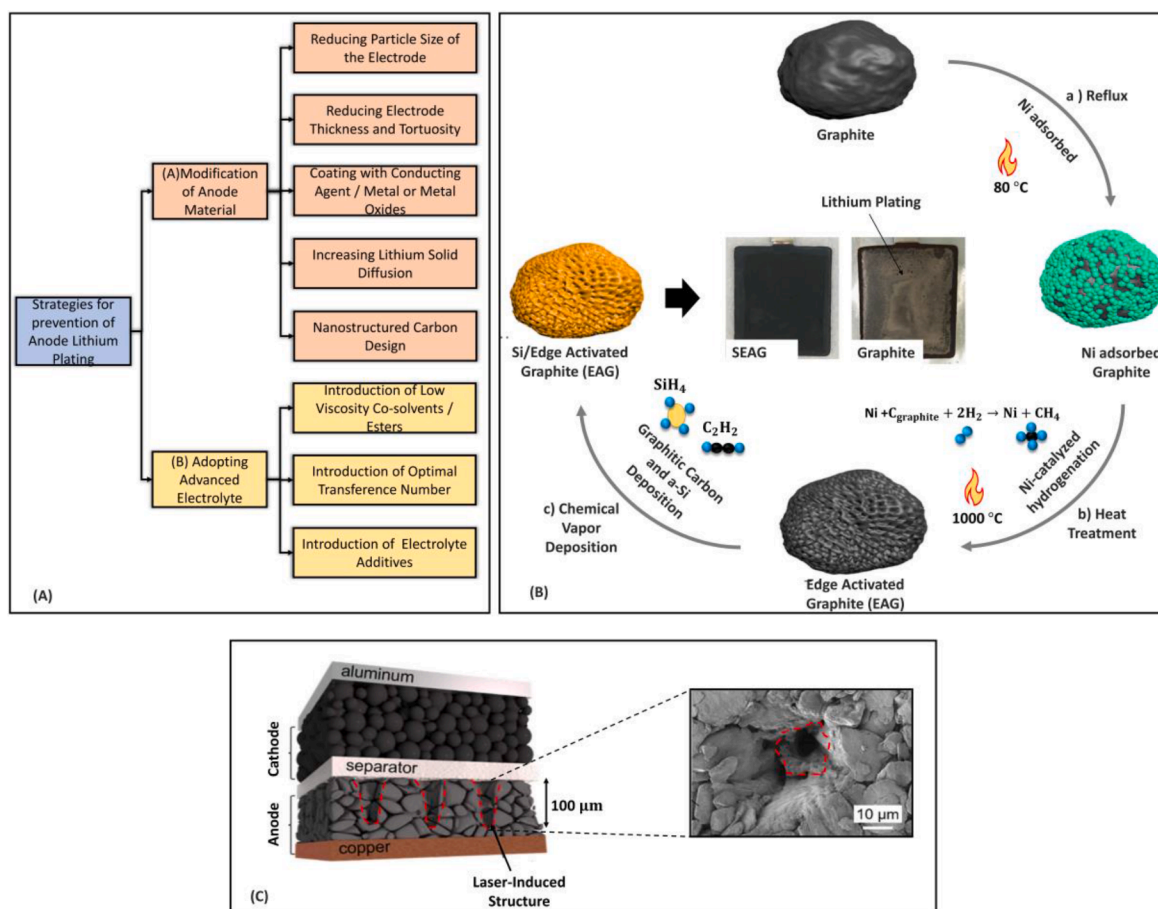 Strategies for
prevention of
Anode Lithium
Plating
(A)Modification
of Anode
Material
Reducing Particle Size of
the Electrode
Reducing Electrode
Thickness and Tortuosity
Coating with Conducting
Agent / Metal or Metal
Oxides
Increasing Lithium Solid
Diffusion
Nanostructured Carbon
Design
(B) Adopting
Advanced
Electrolyte
Introduction of Low
Viscosity Co-solvents /
Esters
Introduction of Optimal
Transference Number
Introduction of Electrolyte
Additives
(A)
Graphite
a ) Reflux
Ni adsorbed
80 °C
Lithium Plating
SEAG
Graphite
Si/Edge Activated
Graphite (EAG)
Ni adsorbed
Graphite
SiH₄
C₂H₂
Graphitic Carbon
and a-Si
Deposition
c) Chemical
Vapor
Deposition
Ni +C_graphite + 2H₂ → Ni + CH₄
Ni-catalyzed
hydrogenation
1000 °C
b) Heat
Treatment
Edge Activated
Graphite (EAG)
(B)
aluminum
Cathode
separator
Anode
100 μm
copper
Laser-Induced
Structure
10 μm
(C)